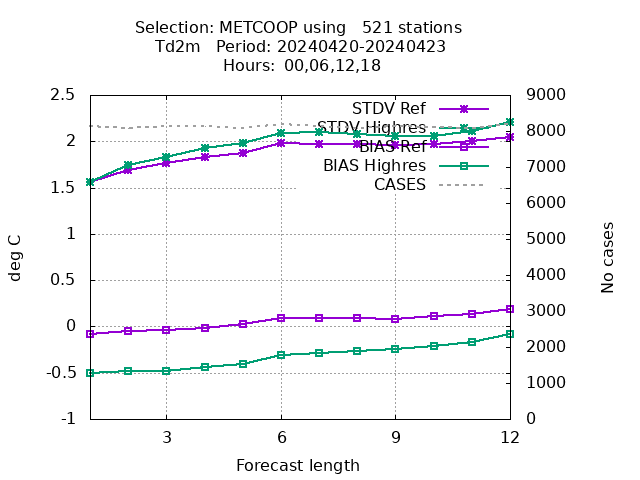 Selection: METCOOP using   521 stations
Td2m   Period: 20240420-20240423
Hours:  00,06,12,18
2.5
2
1.5
1
0.5
0
-0.5
-1
deg C
STDV Ref
STDV Highres
BIAS Ref
BIAS Highres
CASES
9000
8000
7000
6000
5000
4000
3000
2000
1000
0
No cases
3 6 9 12
Forecast length